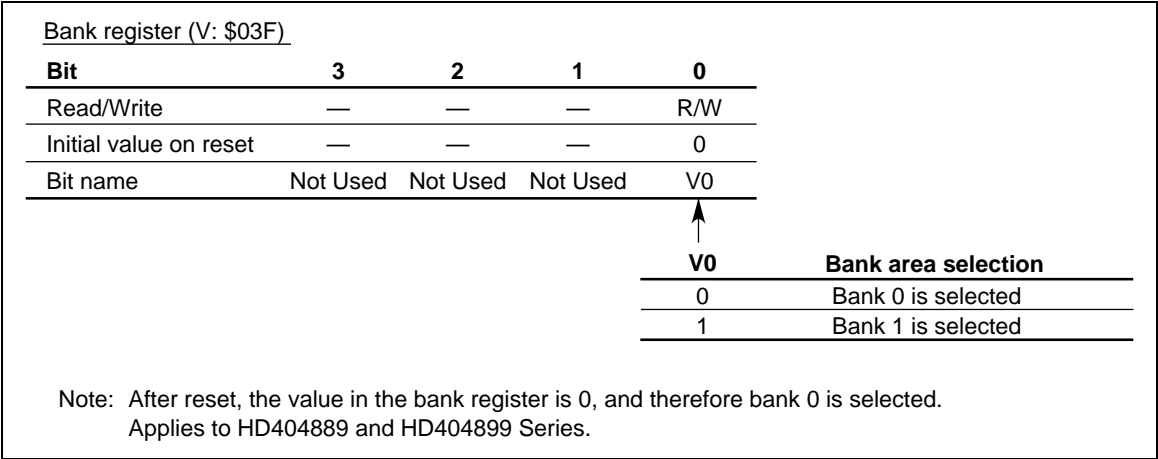 Bank register (V: $03F)
Bit 3 2 1 0
Read/Write — — — R/W
Initial value on reset — — — 0
Bit name Not Used Not Used Not Used V0
V0 Bank area selection
0 Bank 0 is selected
1 Bank 1 is selected
Note: After reset, the value in the bank register is 0, and therefore bank 0 is selected.
Applies to HD404889 and HD404899 Series.